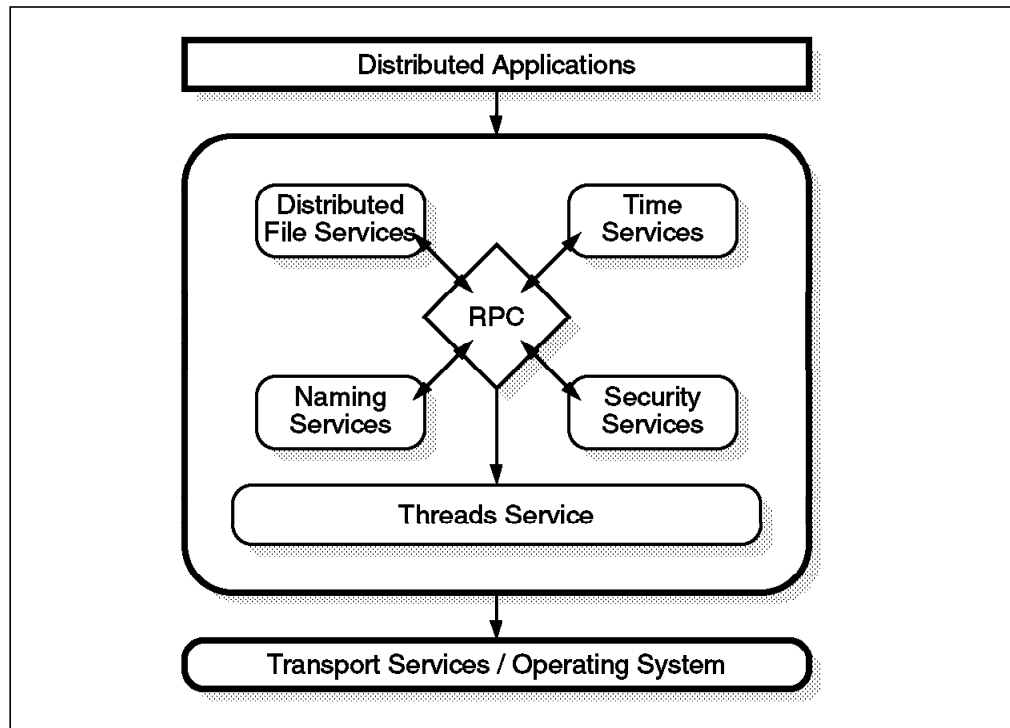 Distributed Applications
Distributed
File Services
Time
Services
RPC
Naming
Services
Security
Services
Threads Service
Transport Services / Operating System